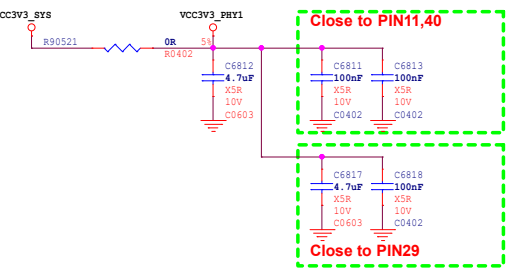 CC3V3_SYS
VCC3V3_PHY1
Close to PIN11,40
R90521
0R
5%
R0402
C6812
4.7uF
X5R
10V
C0603
C6811
100nF
X5R
10V
C0402
C6813
100nF
X5R
10V
C0402
C6817
4.7uF
X5R
10V
C0603
C6818
100nF
X5R
10V
C0402
Close to PIN29